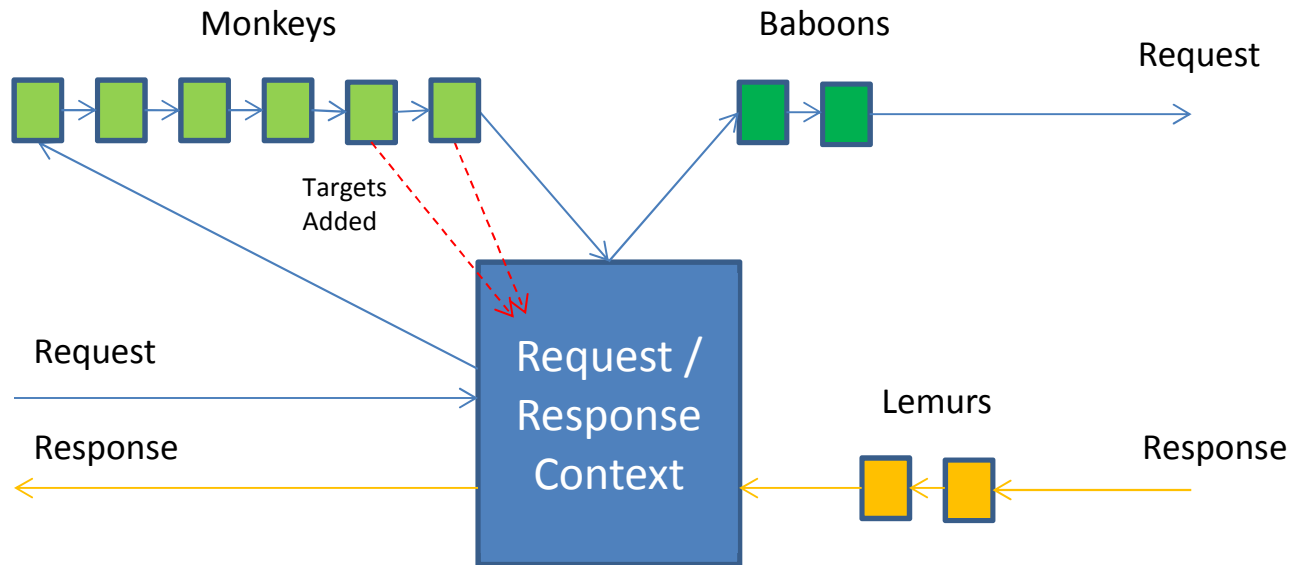 Monkeys
Baboons
Request
Targets
Added
Request
Request /
Response
Context
Response
Lemurs
Response